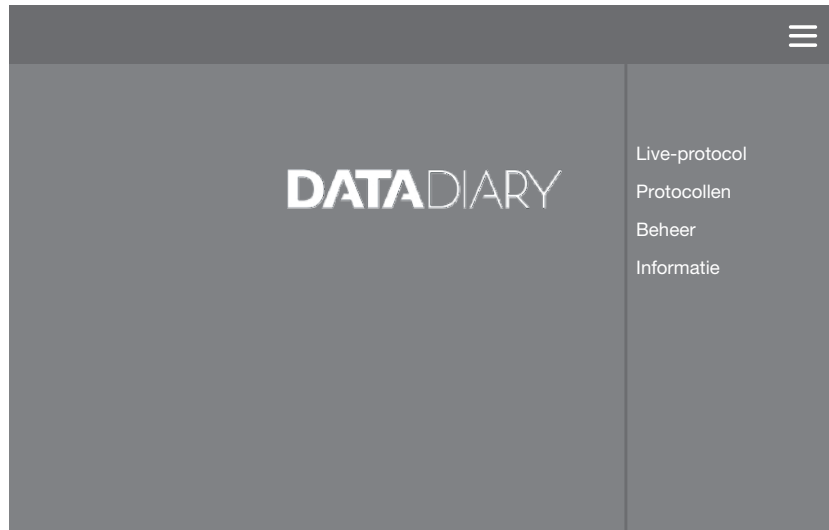 DATADIARY
Live-protocol
Protocollen
Beheer
Informatie